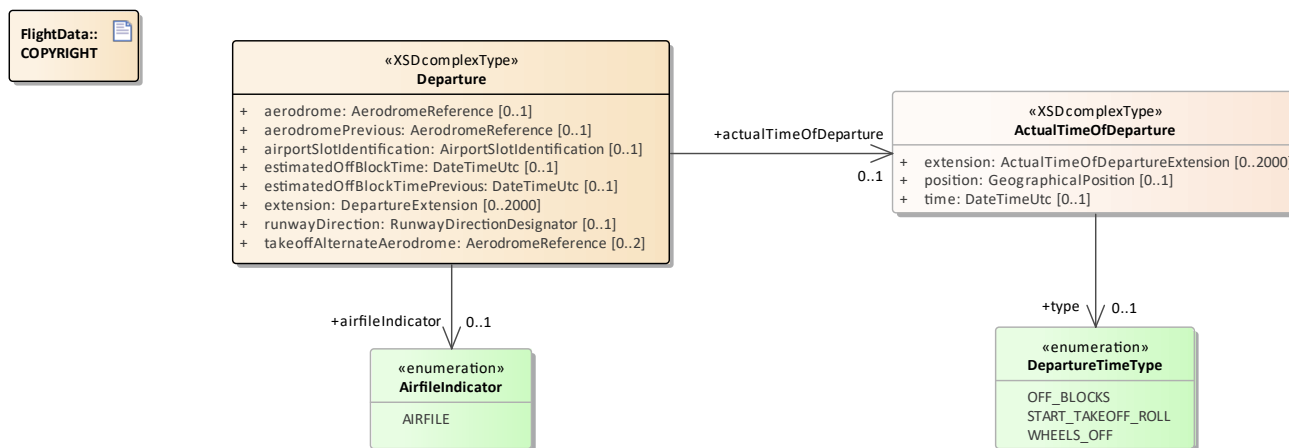 FlightData::
COPYRIGHT
«XSDcomplexType»
Departure
+ aerodrome: AerodromeReference [0..1]
+ aerodromePrevious: AerodromeReference [0..1]
+ airportSlotIdentification: AirportSlotIdentification [0..1]
+ estimatedOffBlockTime: DateTimeUtc [0..1]
+ estimatedOffBlockTimePrevious: DateTimeUtc [0..1]
+ extension: DepartureExtension [0..2000]
+ runwayDirection: RunwayDirectionDesignator [0..1]
+ takeoffAlternateAerodrome: AerodromeReference [0..2]
+actualTimeOfDeparture
0..1
«XSDcomplexType»
ActualTimeOfDeparture
+ extension: ActualTimeOfDepartureExtension [0..2000]
+ position: GeographicalPosition [0..1]
+ time: DateTimeUtc [0..1]
+airfileIndicator 0..1
«enumeration»
AirfileIndicator
AIRFILE
+type 0..1
«enumeration»
DepartureTimeType
OFF_BLOCKS
START_TAKEOFF_ROLL
WHEELS_OFF